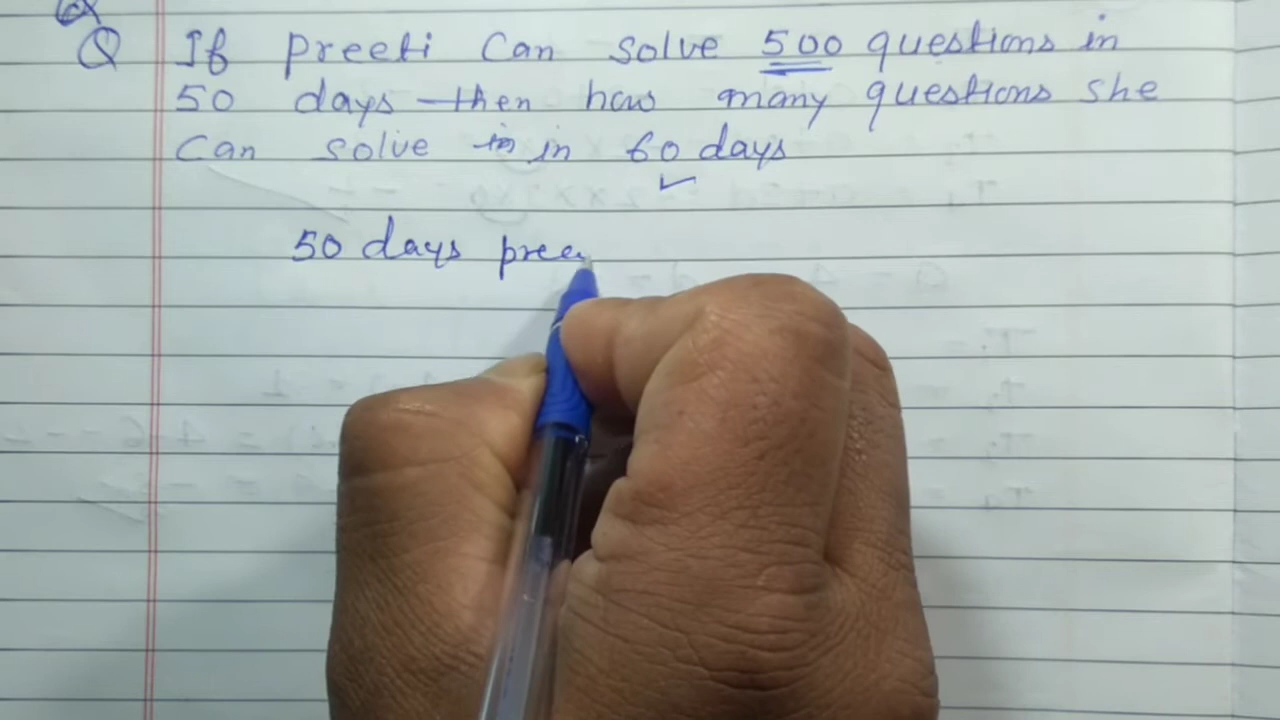 Q If Preeti Can solve 500 questions in
50 days then how many questions she
Can solve in 60 days
50 days pree